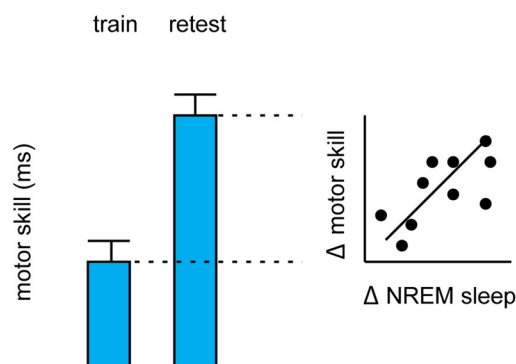 train retest
motor skill (ms)
Δ motor skill
Δ NREM sleep